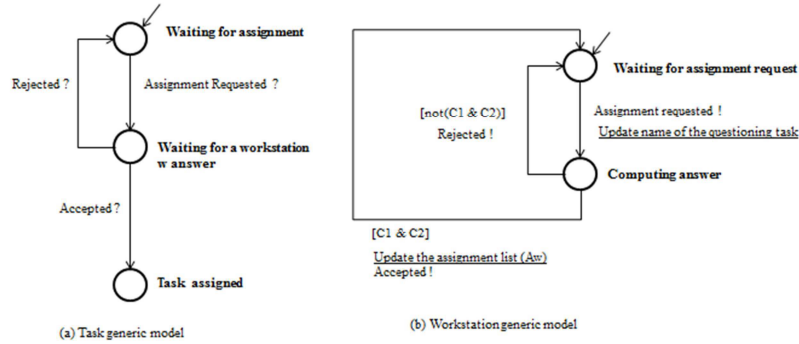 Waiting for assignment
Rejected ?
Assignment Requested ?
Waiting for a workstation
w answer
Accepted ?
Task assigned
(a) Task generic model
Waiting for assignment request
[not(C1 & C2)]
Rejected !
Assignment requested !
Update name of the questioning task
Computing answer
[C1 & C2]
Update the assignment list (Aw)
Accepted !
(b) Workstation generic model